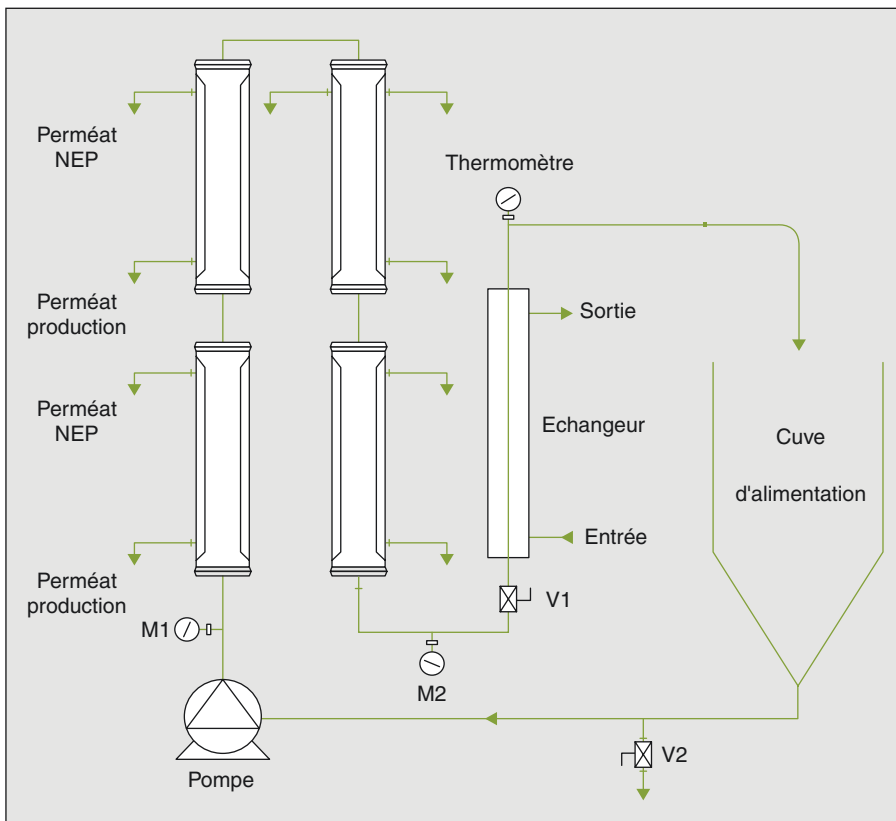 Perméat
NEP
Perméat
production
Perméat
NEP
Perméat
production
M1
Pompe
M2
Thermomètre
Sortie
Echangeur
Entrée
V1
Cuve
d'alimentation
V2